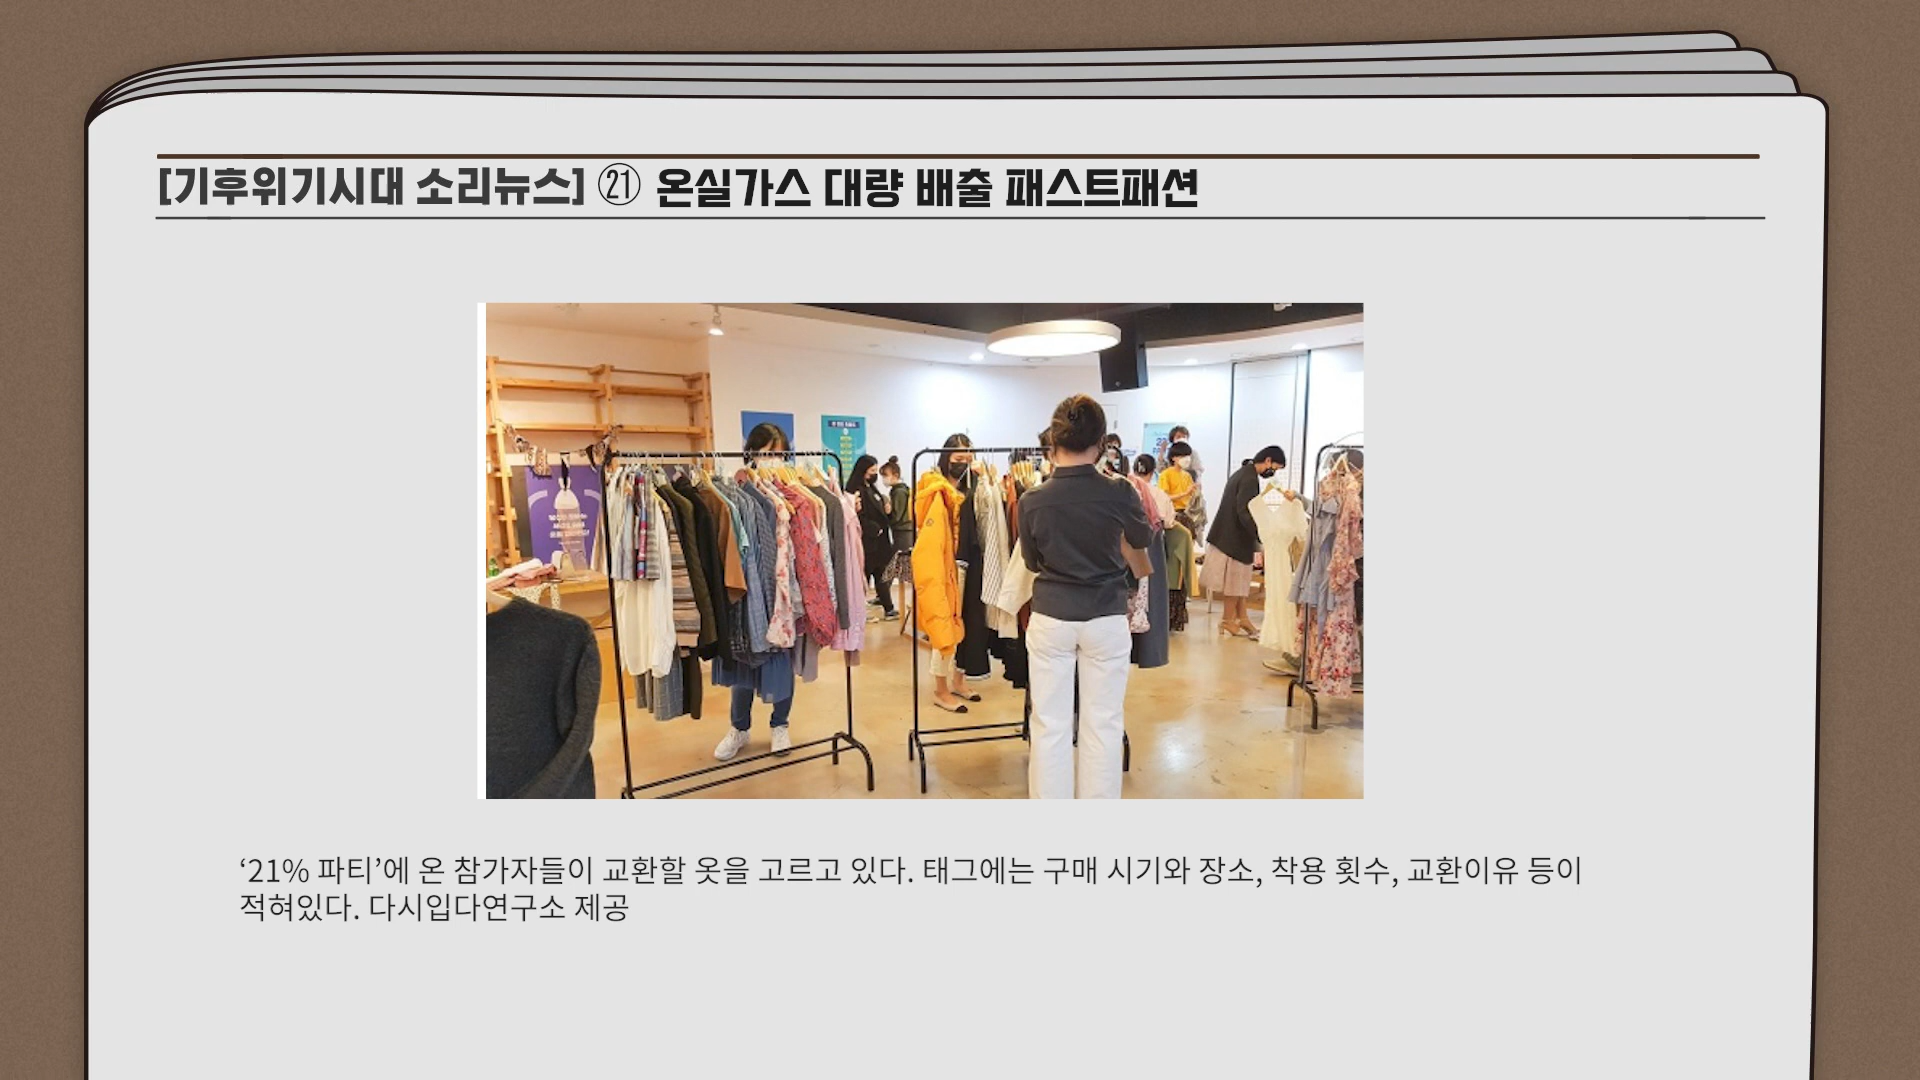 [기후위기시대 소리뉴스] ㉑ 온실가스 대량 배출 패스트패션
‘21% 파티’에 온 참가자들이 교환할 옷을 고르고 있다. 태그에는 구매 시기와 장소, 착용 횟수, 교환이유 등이
적혀있다. 다시입다연구소 제공